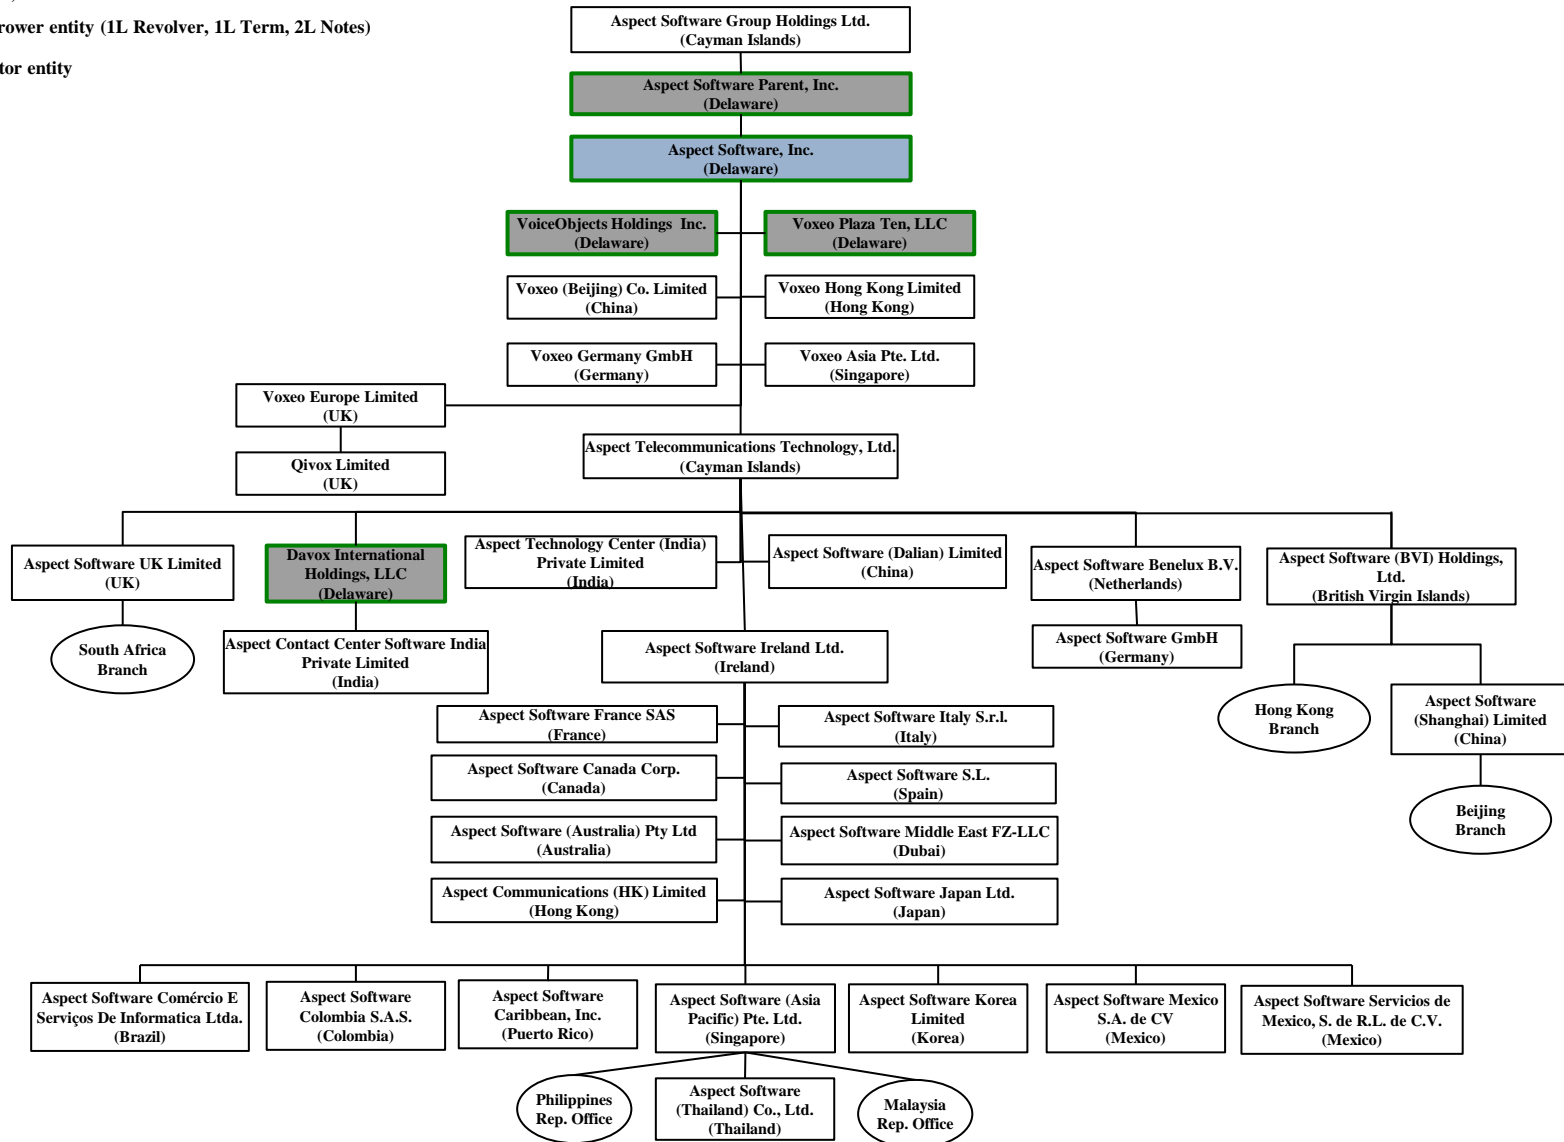 (1L Revolver, 1L Term, 2L Notes)
entity
Aspect Software Group Holdings Ltd.
(Cayman Islands)
Aspect Software Parent, Inc.
(Delaware)
Aspect Software, Inc.
(Delaware)
VoiceObjects Holdings Inc.
(Delaware)
Voxeo Plaza Ten, LLC
(Delaware)
Voxeo (Beijing) Co. Limited
(China)
Voxeo Hong Kong Limited
(Hong Kong)
Voxeo Germany GmbH
(Germany)
Voxeo Asia Pte. Ltd.
(Singapore)
Voxeo Europe Limited
(UK)
Qivox Limited
(UK)
Aspect Telecommunications Technology, Ltd.
(Cayman Islands)
Aspect Software UK Limited
(UK)
South Africa
Branch
Davox International
Holdings, LLC
(Delaware)
Aspect Contact Center Software India
Private Limited
(India)
Aspect Technology Center (India)
Private Limited
(India)
Aspect Software (Dalian) Limited
(China)
Aspect Software Benelux B.V.
(Netherlands)
Aspect Software GmbH
(Germany)
Aspect Software (BVI) Holdings,
Ltd.
(British Virgin Islands)
Hong Kong
Branch
Aspect Software
(Shanghai) Limited
(China)
Beijing
Branch
Aspect Software Ireland Ltd.
(Ireland)
Aspect Software France SAS
(France)
Aspect Software Italy S.r.l.
(Italy)
Aspect Software Canada Corp.
(Canada)
Aspect Software S.L.
(Spain)
Aspect Software (Australia) Pty Ltd
(Australia)
Aspect Software Middle East FZ-LLC
(Dubai)
Aspect Communications (HK) Limited
(Hong Kong)
Aspect Software Japan Ltd.
(Japan)
Aspect Software Comércio E
Serviços De Informatica Ltda.
(Brazil)
Aspect Software
Colombia S.A.S.
(Colombia)
Aspect Software
Caribbean, Inc.
(Puerto Rico)
Aspect Software (Asia
Pacific) Pte. Ltd.
(Singapore)
Aspect Software Korea
Limited
(Korea)
Aspect Software Mexico
S.A. de CV
(Mexico)
Aspect Software Servicios de
Mexico, S. de R.L. de C.V.
(Mexico)
Philippines
Rep. Office
Aspect Software
(Thailand) Co., Ltd.
(Thailand)
Malaysia
Rep. Office